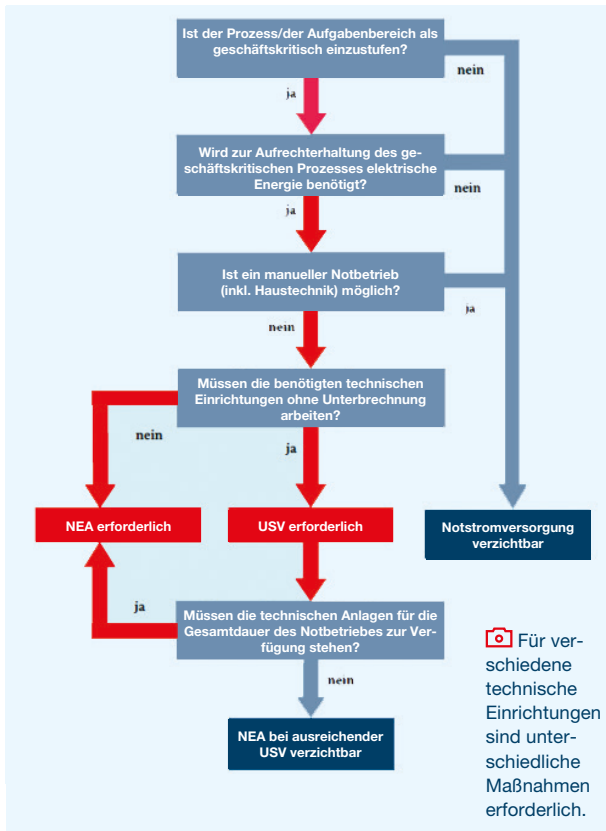 Ist der Prozess/der Aufgabenbereich als
geschäftskritisch einzustufen?
nein
ja
Wird zur Aufrechterhaltung des ge-
schäftskritischen Prozesses elektrische
Energie benötigt?
nein
ja
Ist ein manueller Notbetrieb
(inkl. Haustechnik) möglich?
ja
nein
Müssen die benötigten technischen
Einrichtungen ohne Unterbrechnung
arbeiten?
nein
ja
NEA erforderlich
USV erforderlich
Notstromversorgung
verzichtbar
ja
Müssen die technischen Anlagen für die
Gesamtdauer des Notbetriebes zur Ver-
fügung stehen?
nein
NEA bei ausreichender
USV verzichtbar
Für ver-
schiedene
technische
Einrichtungen
sind unter-
schiedliche
Maßnahmen
erforderlich.